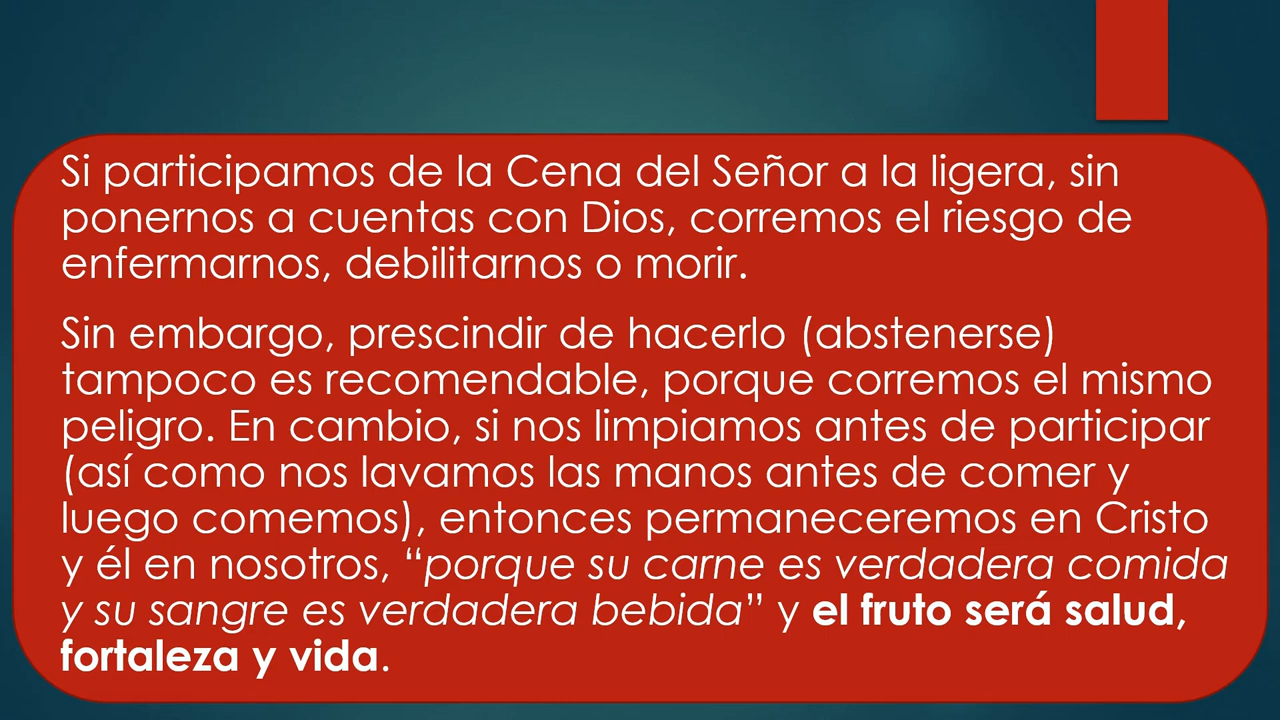 Si participamos de la Cena del Señor a la ligera, sin
ponernos a cuentas con Dios, corremos el riesgo de
enfermarnos, debilitarnos o morir.
Sin embargo, prescindir de hacerlo (abstenerse)
tampoco es recomendable, porque corremos el mismo
peligro. En cambio, si nos limpiamos antes de participar
(así como nos lavamos las manos antes de comer y
luego comemos), entonces permaneceremos en Cristo
y él en nosotros, “porque su carne es verdadera comida
y su sangre es verdadera bebida” y el fruto será salud,
fortaleza y vida.